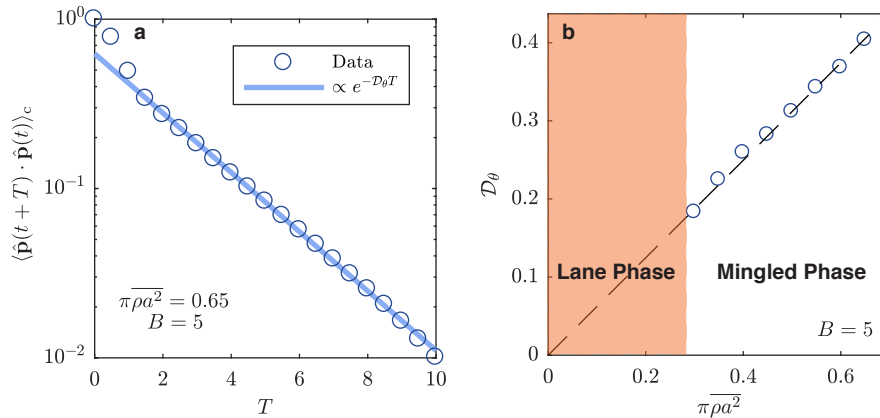 a
10^0
10^{-1}
10^{-2}
⟨p̂(t + T) · p̂(t)⟩_c
Data
∝ e^{-𝒟_θ T}
π\overline{ρa^2} = 0.65
B = 5
0 2 4 6 8 10
T
b
0.4
0.3
0.2
0.1
0
𝒟_θ
Lane Phase
Mingled Phase
B = 5
0 0.2 0.4 0.6
π\overline{ρa^2}